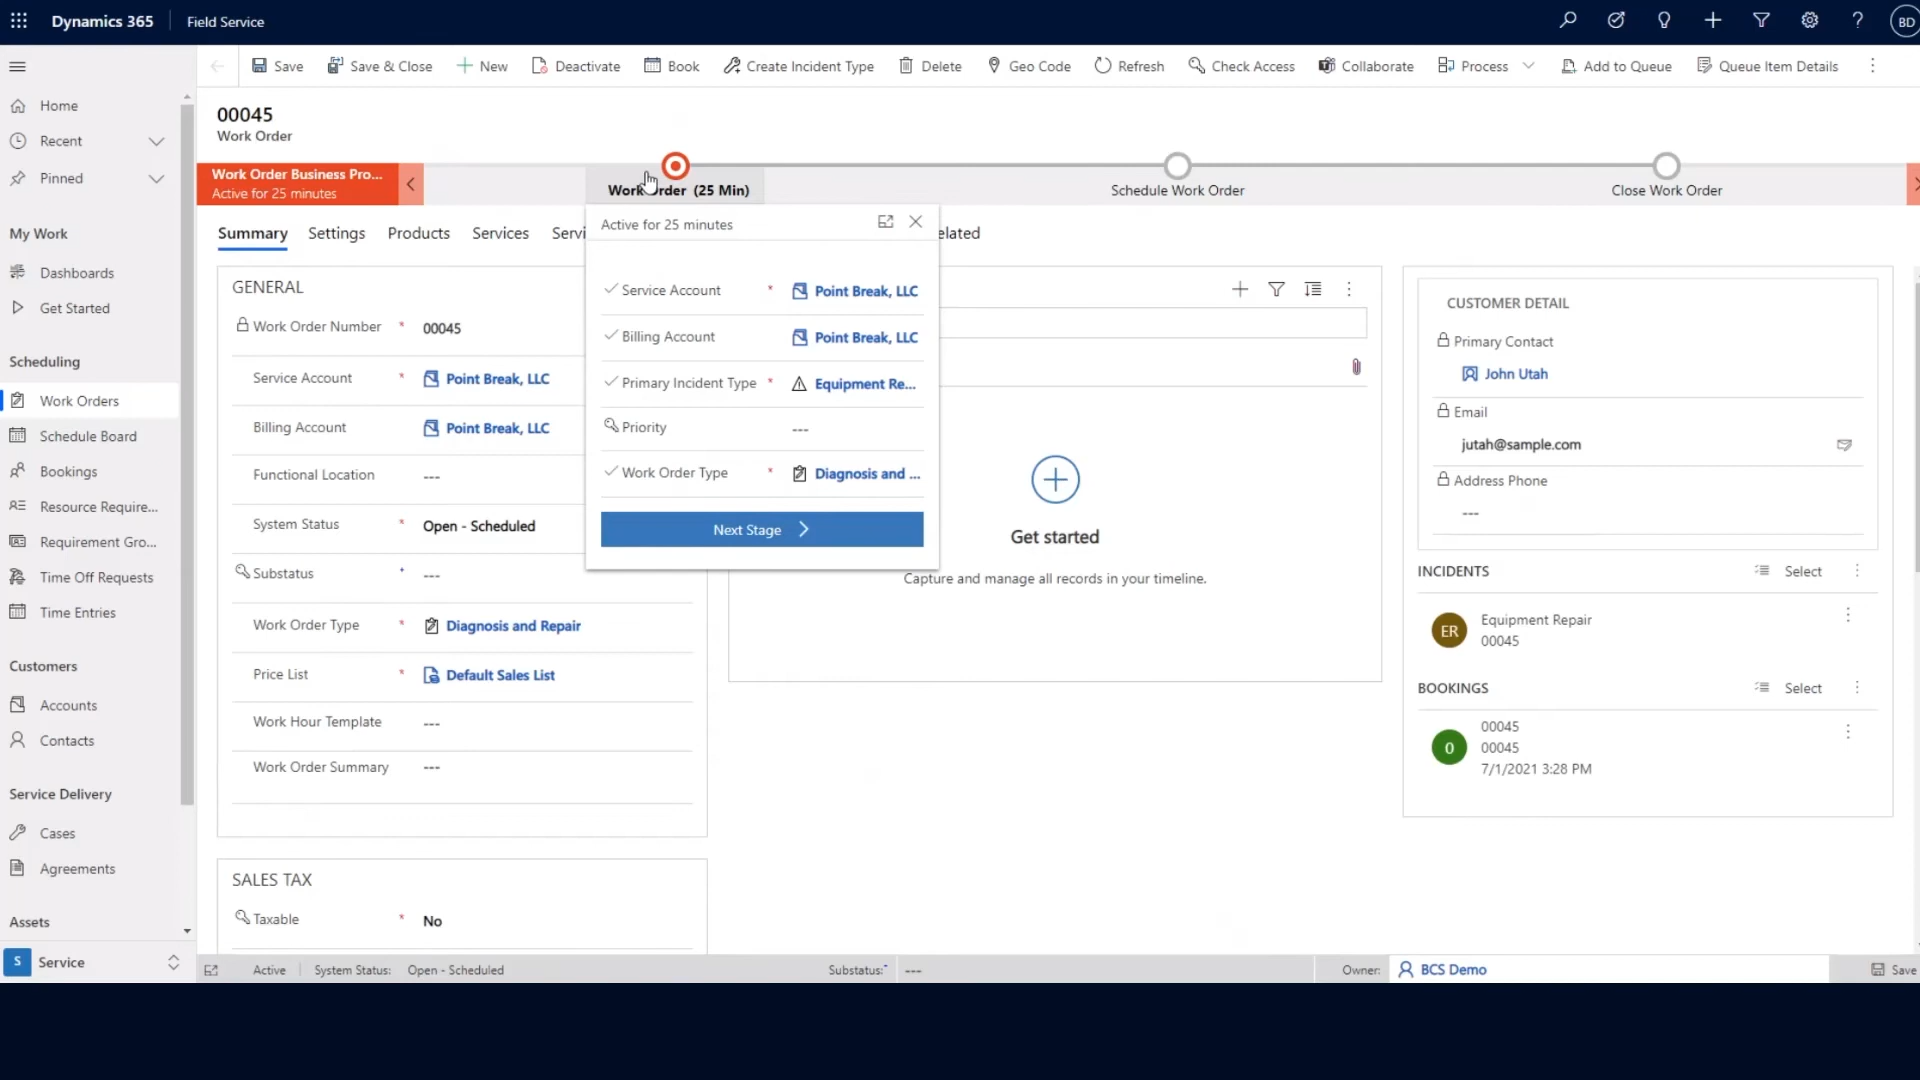 Dynamics 365
Field Service
BD
Save
Save & Close
New
Deactivate
Book
Create Incident Type
Delete
Geo Code
Refresh
Check Access
Collaborate
Process
Add to Queue
Queue Item Details
Home
Recent
Pinned
My Work
Dashboards
Get Started
Scheduling
Work Orders
Schedule Board
Bookings
Resource Require...
Requirement Gro...
Time Off Requests
Time Entries
Customers
Accounts
Contacts
Service Delivery
Cases
Agreements
Assets
S
Service
00045
Work Order
Work Order Business Pro...
Active for 25 minutes
Work Order (25 Min)
Schedule Work Order
Close Work Order
Summary
Settings
Products
Services
Servi
elated
Active for 25 minutes
Service Account * Point Break, LLC
Billing Account Point Break, LLC
Primary Incident Type * Equipment Re...
Priority ---
Work Order Type * Diagnosis and ...
Next Stage
GENERAL
Work Order Number * 00045
Service Account * Point Break, LLC
Billing Account Point Break, LLC
Functional Location ---
System Status * Open - Scheduled
Substatus ---
Work Order Type * Diagnosis and Repair
Price List * Default Sales List
Work Hour Template ---
Work Order Summary ---
SALES TAX
Taxable * No
Get started
Capture and manage all records in your timeline.
CUSTOMER DETAIL
Primary Contact
John Utah
Email
jutah@sample.com
Address Phone
---
INCIDENTS
Select
ER
Equipment Repair
00045
BOOKINGS
Select
0
00045
00045
7/1/2021 3:28 PM
Active
System Status: Open - Scheduled
Substatus: ---
Owner: BCS Demo
Save